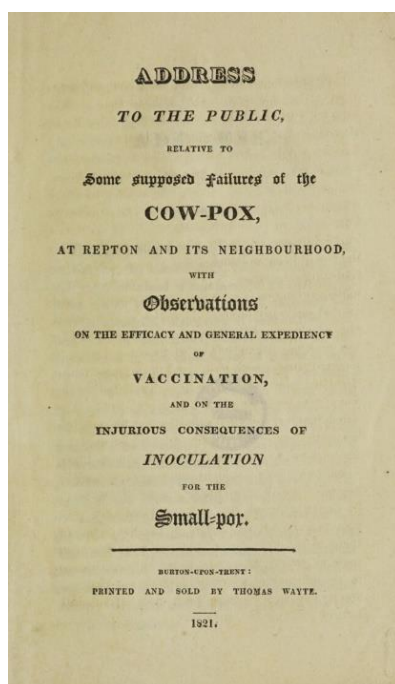 ADDRESS
TO THE PUBLIC,
RELATIVE TO
Some supposed Failures of the
COW-POX,
AT REPTON AND ITS NEIGHBOURHOOD,
WITH
Observations
ON THE EFFICACY AND GENERAL EXPEDIENCY
OF
VACCINATION,
AND ON THE
INJURIOUS CONSEQUENCES OF
INOCULATION
FOR THE
Small-pox.
BURTON-UPON-TRENT:
PRINTED AND SOLD BY THOMAS WAYTE.
1821.